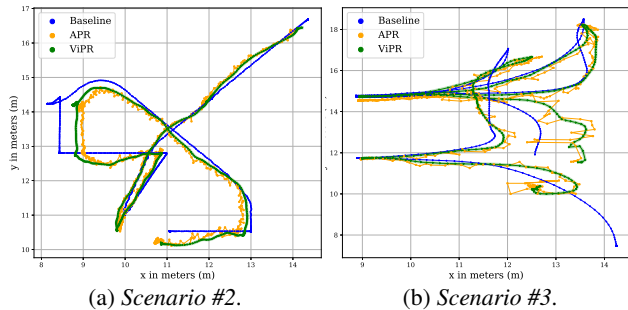 Baseline
APR
ViPR
17
16
15
14
13
12
11
10
y in meters (m)
8
9
10
11
12
13
14
x in meters (m)
(a) Scenario #2.
Baseline
APR
ViPR
18
16
14
12
10
8
9
10
11
12
13
14
x in meters (m)
(b) Scenario #3.